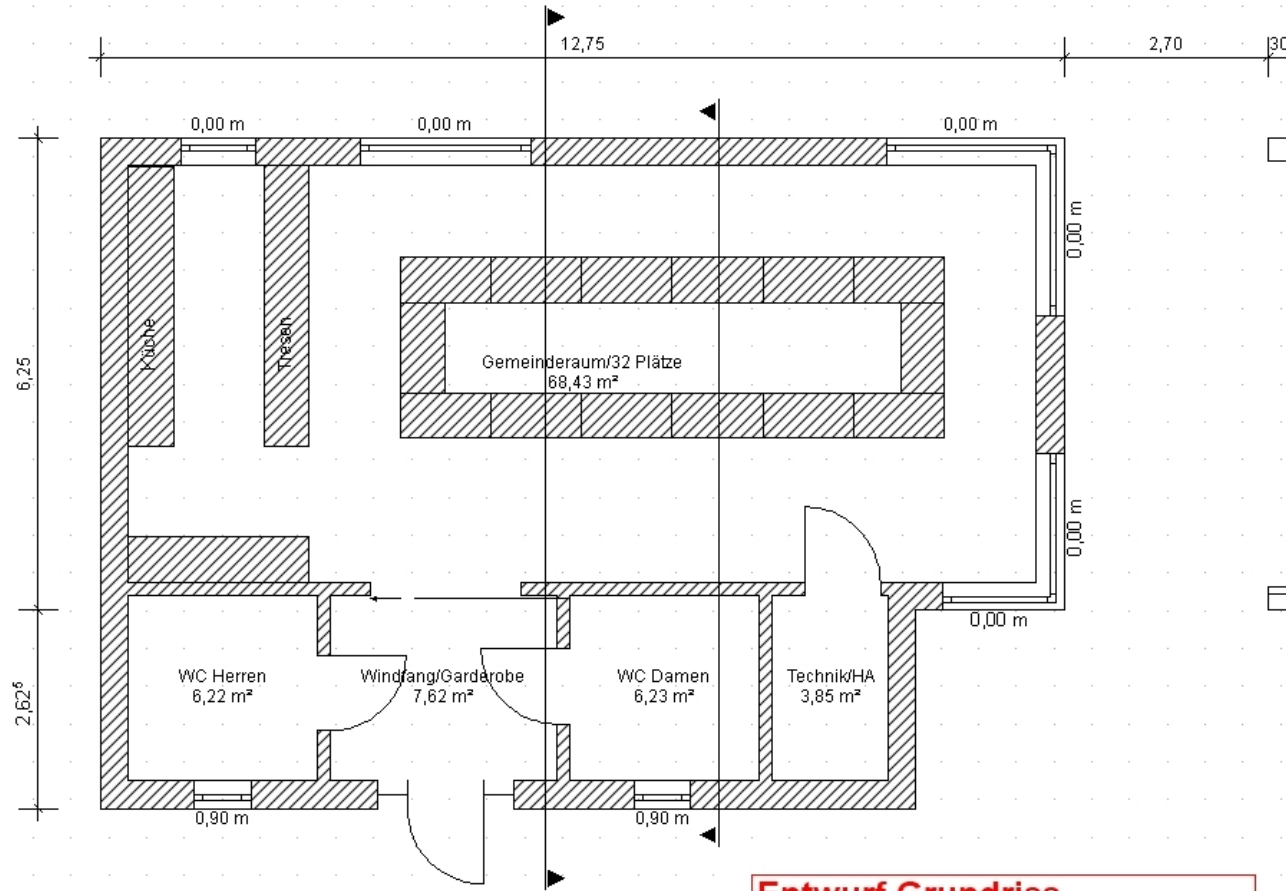 12,75
2,70
30
0,00 m
0,00 m
0,00 m
0,00 m
6,25
Küche
Tresen
Gemeinderaum/32 Plätze
68,43 m²
0,00 m
0,00 m
2,62⁵
WC Herren
6,22 m²
Windfang/Garderobe
7,62 m²
WC Damen
6,23 m²
Technik/HA
3,85 m²
0,90 m
0,90 m
Entwurf Grundriss